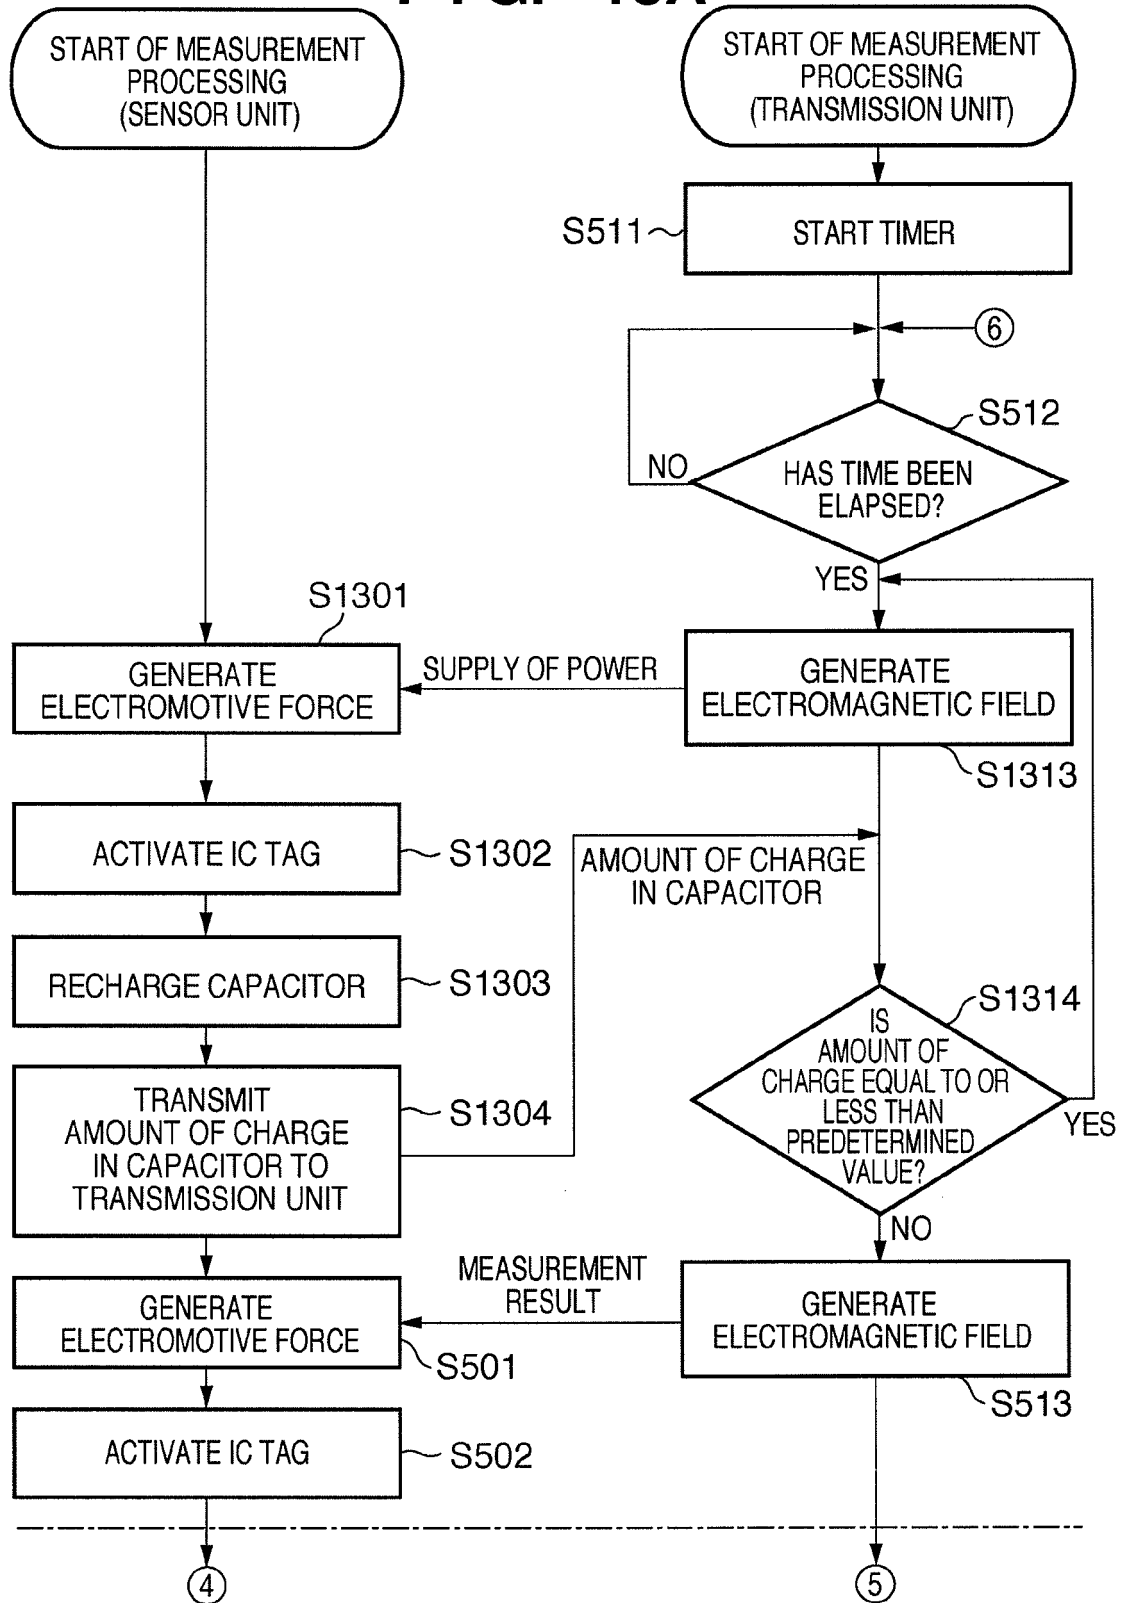 START OF MEASUREMENT
PROCESSING
(SENSOR UNIT)
START OF MEASUREMENT
PROCESSING
(TRANSMISSION UNIT)
S511
START TIMER
6
S512
NO
HAS TIME BEEN
ELAPSED?
YES
S1301
GENERATE
ELECTROMOTIVE FORCE
SUPPLY OF POWER
GENERATE
ELECTROMAGNETIC FIELD
S1313
ACTIVATE IC TAG
S1302
AMOUNT OF CHARGE
IN CAPACITOR
RECHARGE CAPACITOR
S1303
S1314
IS
AMOUNT OF
CHARGE EQUAL TO OR
LESS THAN
PREDETERMINED
VALUE?
YES
NO
TRANSMIT
AMOUNT OF CHARGE
IN CAPACITOR TO
TRANSMISSION UNIT
S1304
MEASUREMENT
RESULT
GENERATE
ELECTROMOTIVE FORCE
S501
GENERATE
ELECTROMAGNETIC FIELD
S513
ACTIVATE IC TAG
S502
4
5